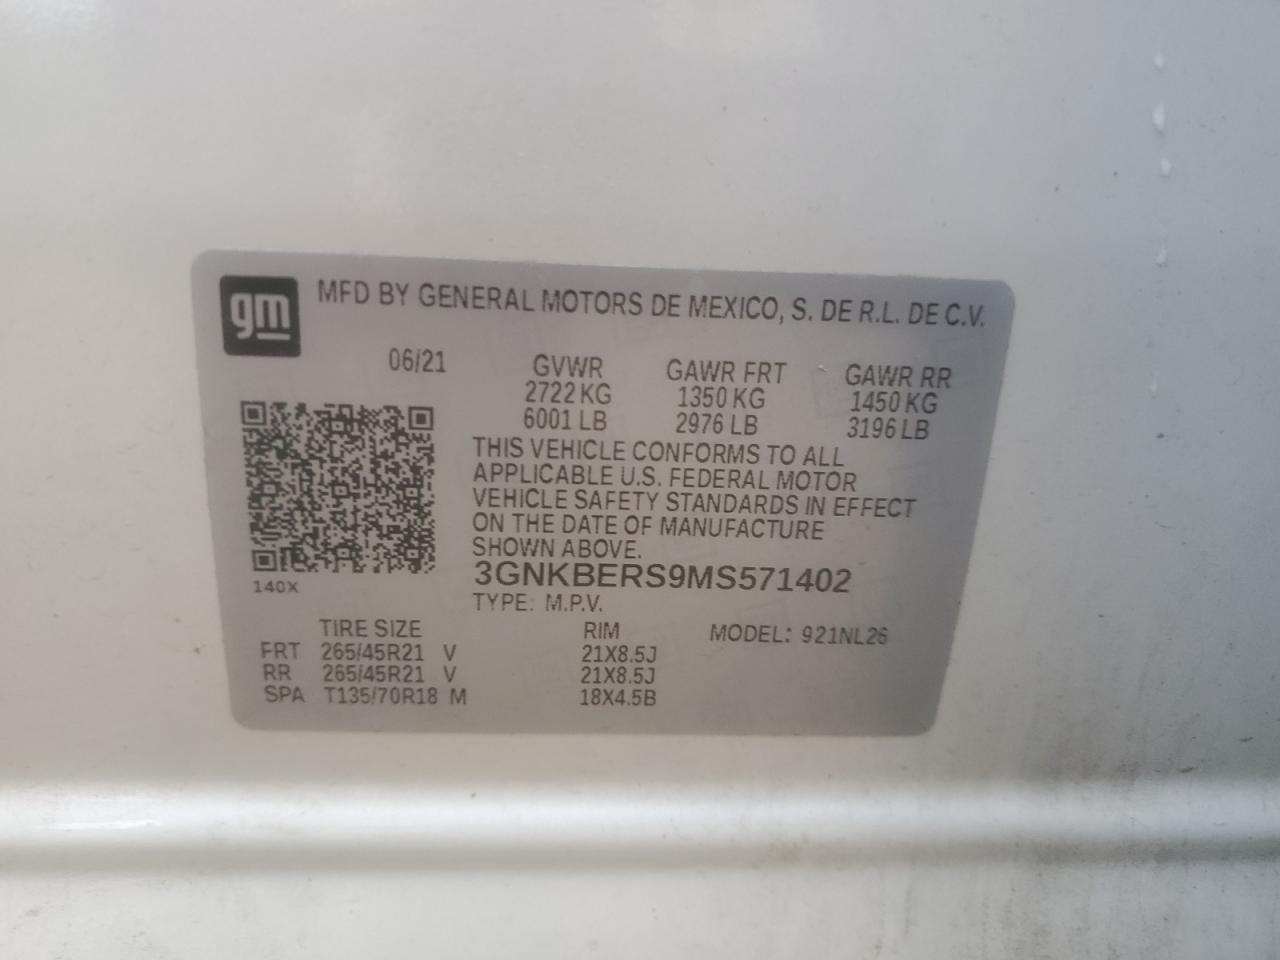 gm
MFD BY GENERAL MOTORS DE MEXICO, S. DE R.L. DE C.V.
06/21 GVWR GAWR FRT GAWR RR
2722 KG 1350 KG 1450 KG
6001 LB 2976 LB 3196 LB
THIS VEHICLE CONFORMS TO ALL
APPLICABLE U.S. FEDERAL MOTOR
VEHICLE SAFETY STANDARDS IN EFFECT
ON THE DATE OF MANUFACTURE
SHOWN ABOVE.
140X
3GNKBERS9MS571402
TYPE: M.P.V.
TIRE SIZE RIM MODEL: 921NL26
FRT 265/45R21 V 21X8.5J
RR 265/45R21 V 21X8.5J
SPA T135/70R18 M 18X4.5B